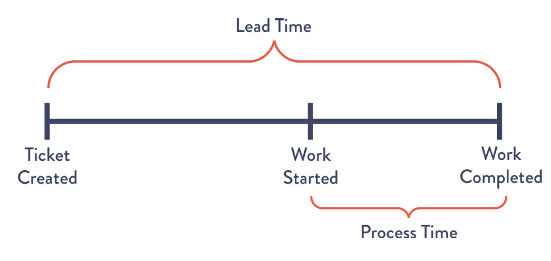 Lead Time
Ticket
Created
Work
Started
Work
Completed
Process Time